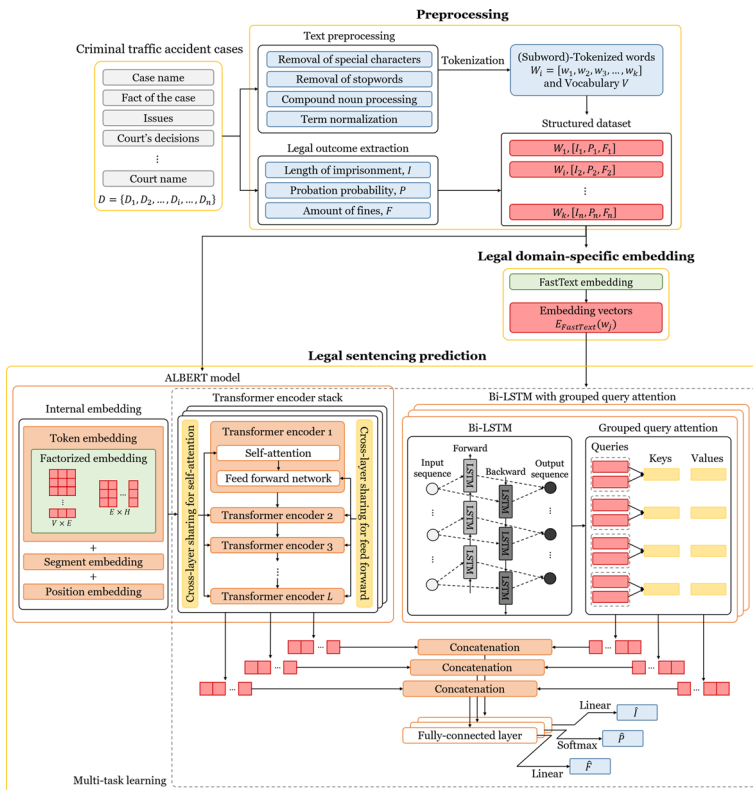 Preprocessing
Criminal traffic accident cases
Case name
Fact of the case
Issues
Court's decisions
⋮
Court name
D = {D₁, D₂, ..., Dᵢ, ..., Dₙ}
Text preprocessing
Removal of special characters
Removal of stopwords
Compound noun processing
Term normalization
Tokenization
(Subword)-Tokenized words
Wᵢ = [w₁, w₂, w₃, ..., wₖ]
and Vocabulary V
Legal outcome extraction
Length of imprisonment, I
Probation probability, P
Amount of fines, F
Structured dataset
W₁, [I₁, P₁, F₁]
Wᵢ, [I₂, P₂, F₂]
⋮
Wₖ, [Iₙ, Pₙ, Fₙ]
Legal domain-specific embedding
FastText embedding
Embedding vectors
E_FastText(wⱼ)
Legal sentencing prediction
ALBERT model
Internal embedding
Token embedding
Factorized embedding
⋮
...
V × E
E × H
+
Segment embedding
+
Position embedding
Transformer encoder stack
Cross-layer sharing for self-attention
Transformer encoder 1
Self-attention
Feed forward network
Transformer encoder 2
Transformer encoder 3
⋮
Transformer encoder L
Cross-layer sharing for feed forward
Bi-LSTM with grouped query attention
Bi-LSTM
Forward
Input sequence
Backward
Output sequence
LSTM
LSTM
LSTM
LSTM
LSTM
LSTM
Grouped query attention
Queries
Keys
Values
... Concatenation ...
... Concatenation ...
... Concatenation ...
Fully-connected layer
Linear
Î
Softmax
P̂
Linear
F̂
Multi-task learning